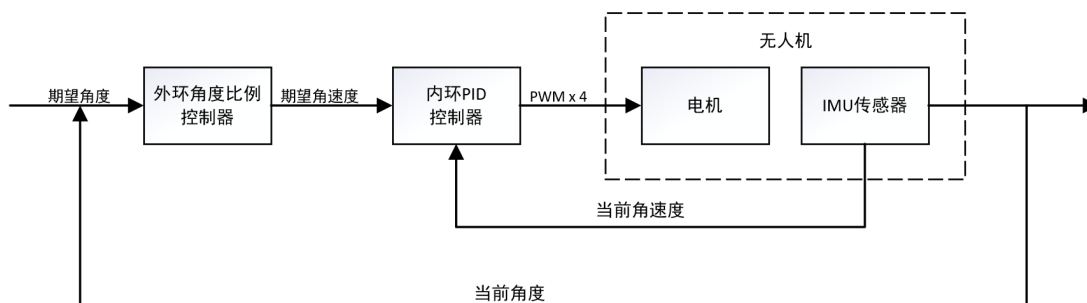 无人机
期望角度
外环角度比例
控制器
期望角速度
内环PID
控制器
PWM x 4
电机
IMU传感器
当前角速度
当前角度